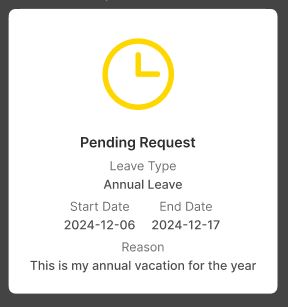 Pending Request
Leave Type
Annual Leave
Start Date End Date
2024-12-06 2024-12-17
Reason
This is my annual vacation for the year